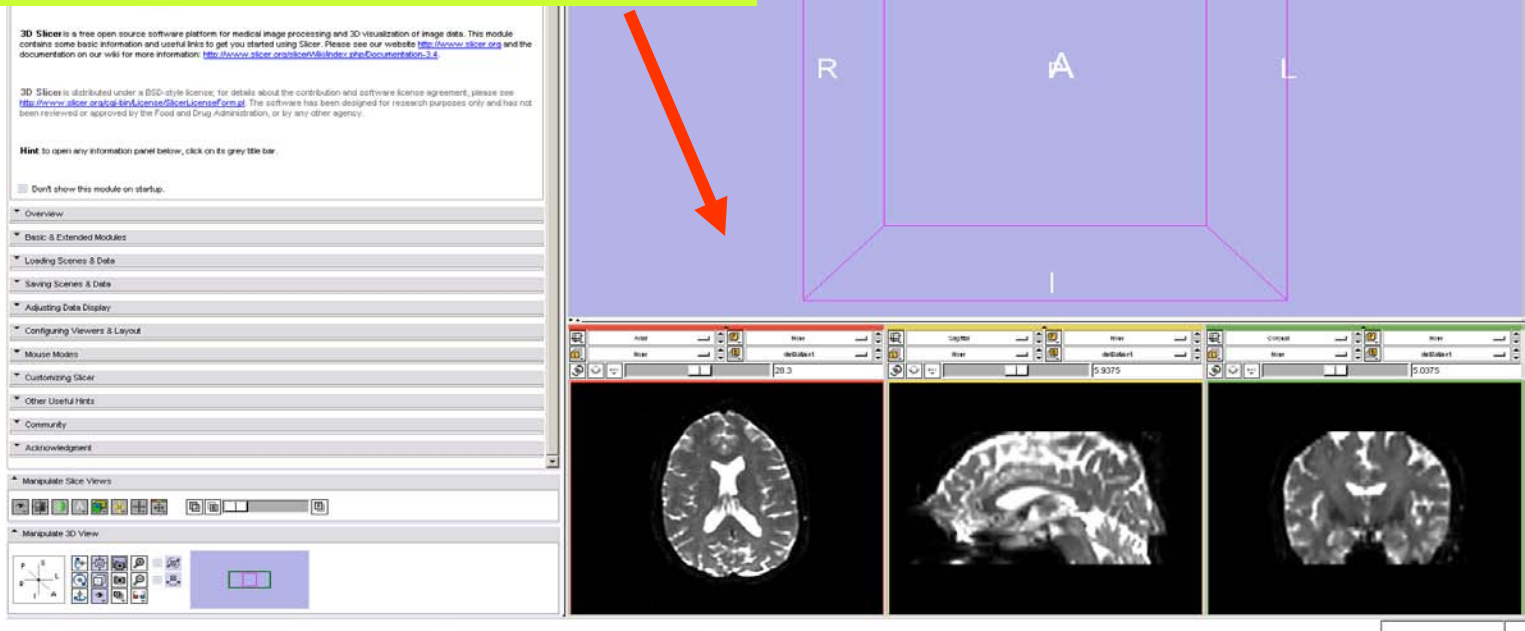 3D Slicer is a free open source software platform for medical image processing and 3D visualization of image data. This module
contains some basic information and useful links to get you started using Slicer. Please see our website http://www.slicer.org and the
documentation on our wiki for more information: http://www.slicer.org/slicerWiki/index.php/Documentation-3.4.
3D Slicer is distributed under a BSD-style license; for details about the contribution and software license agreement, please see
http://www.slicer.org/cgi-bin/License/SlicerLicenseForm.pl. The software has been designed for research purposes only and has not
been reviewed or approved by the Food and Drug Administration, or by any other agency.
Hint: to open any information panel below, click on its grey title bar.
Don't show this module on startup.
Overview
Basic & Extended Modules
Loading Scenes & Data
Saving Scenes & Data
Adjusting Data Display
Configuring Viewers & Layout
Mouse Modes
Customizing Slicer
Other Useful Hints
Community
Acknowledgment
Manipulate Slice Views
Manipulate 3D View
P S
R L
I A
R A L
I
Axial None
None
28.3
Sagittal None
None
5.9375
Coronal None
None
5.0375